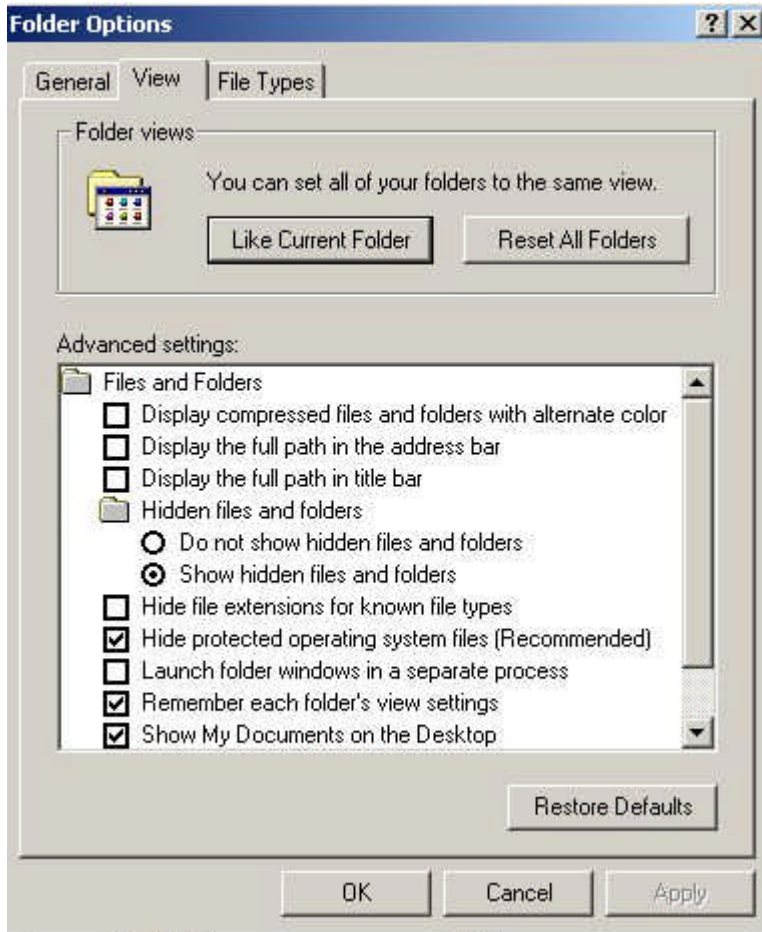 Folder Options
General View File Types
Folder views
You can set all of your folders to the same view.
Like Current Folder Reset All Folders
Advanced settings:
Files and Folders
Display compressed files and folders with alternate color
Display the full path in the address bar
Display the full path in title bar
Hidden files and folders
Do not show hidden files and folders
Show hidden files and folders
Hide file extensions for known file types
Hide protected operating system files (Recommended)
Launch folder windows in a separate process
Remember each folder's view settings
Show My Documents on the Desktop
Restore Defaults
OK Cancel Apply